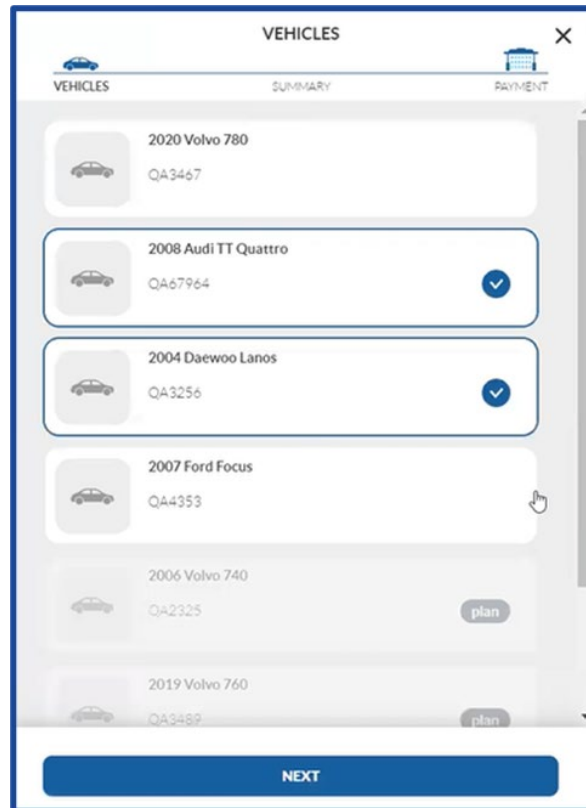 VEHICLES
VEHICLES SUMMARY PAYMENT
2020 Volvo 780
QA3467
2008 Audi TT Quattro
QA67964
2004 Daewoo Lanos
QA3256
2007 Ford Focus
QA4353
2006 Volvo 740
QA2325 plan
2019 Volvo 760
QA3489 plan
NEXT